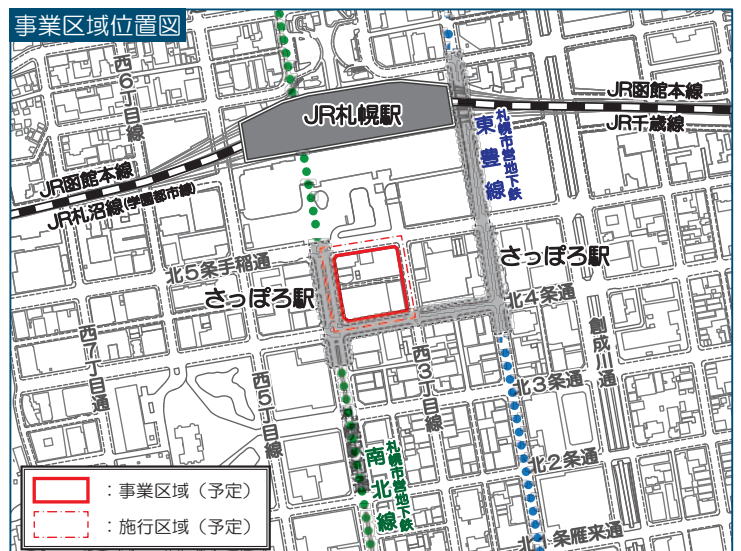 事業区域位置図
西6丁目線
JR札幌駅
JR函館本線
JR千歳線
札幌市営地下鉄
東豊線
JR函館本線
JR札沼線(学園都市線)
北5条手稲通
さっぽろ駅
さっぽろ駅
北4条通
創成川通
西7丁目通
西5丁目線
西3丁目線
北3条通
札幌市営地下鉄
南北線
北2条通
北1条雁来通
:事業区域(予定)
:施行区域(予定)